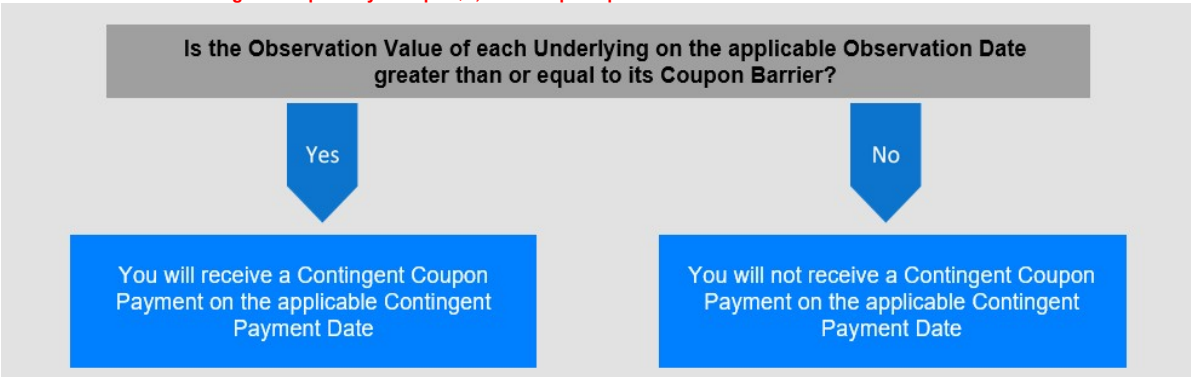 Is the Observation Value of each Underlying on the applicable Observation Date
greater than or equal to its Coupon Barrier?
Yes
No
You will receive a Contingent Coupon
Payment on the applicable Contingent
Payment Date
You will not receive a Contingent Coupon
Payment on the applicable Contingent
Payment Date